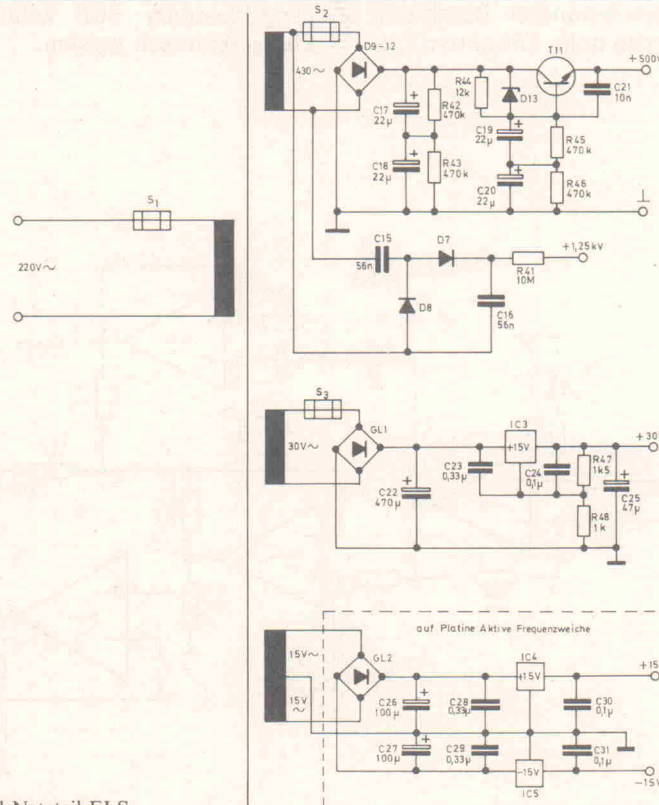 S2
D9-12
430~
T11
+500V
R44
12k
D13
C21
10n
C17
22µ
R42
470k
C19
22µ
R45
470k
C18
22µ
R43
470k
C20
22µ
R46
470k
S1
220V~
C15
56n
D7
+1,25kV
R41
10M
D8
C16
56n
S3
30V~
GL1
IC3
+15V
+30
C23
0,33µ
C24
0,1µ
R47
1k5
C22
470µ
C25
47µ
R48
1k
auf Platine Aktive Frequenzweiche
15V~
15V
~
GL2
IC4
+15V
+15
C26
100µ
C28
0,33µ
C30
0,1µ
C27
100µ
C29
0,33µ
C31
0,1µ
-15V
IC5
-15V